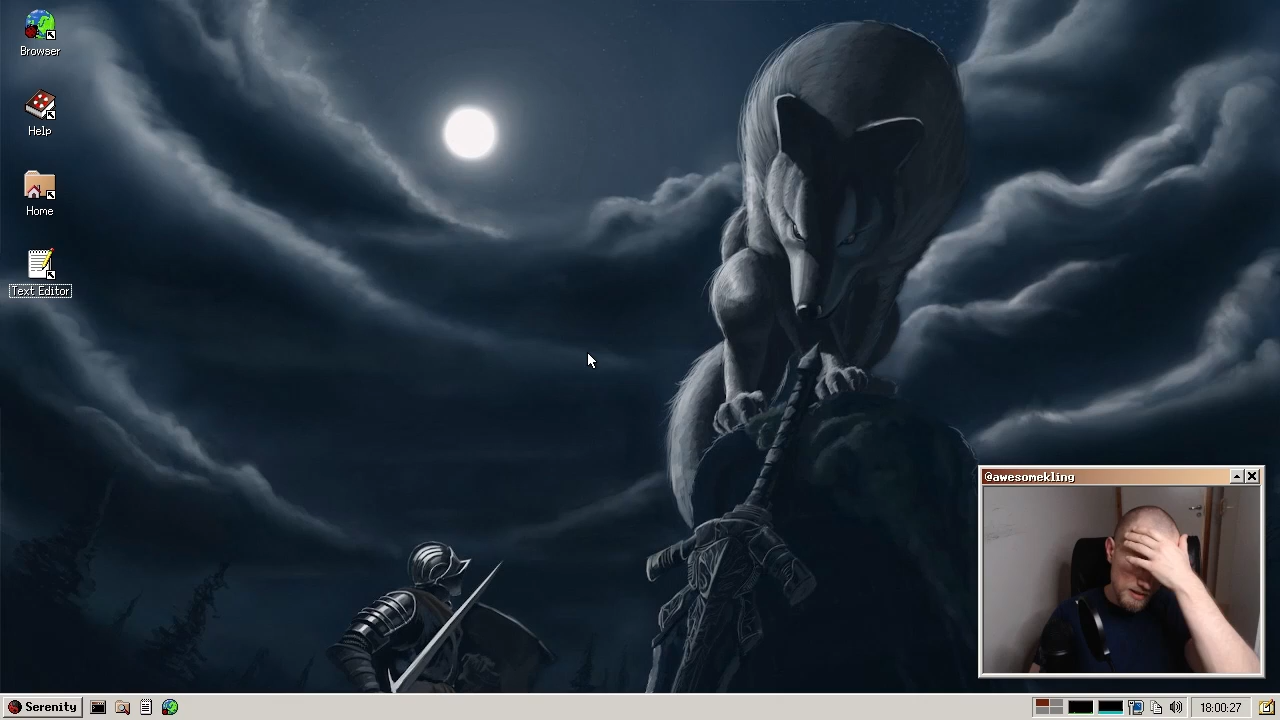 Browser
Help
Home
Text Editor
@awesomekling
Serenity
18:00:27